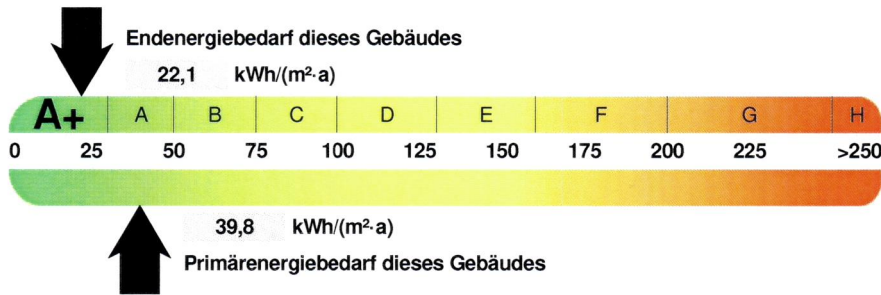 Endenergiebedarf dieses Gebäudes
22,1 kWh/(m²·a)
A+ A B C D E F G H
0 25 50 75 100 125 150 175 200 225 >250
39,8 kWh/(m²·a)
Primärenergiebedarf dieses Gebäudes